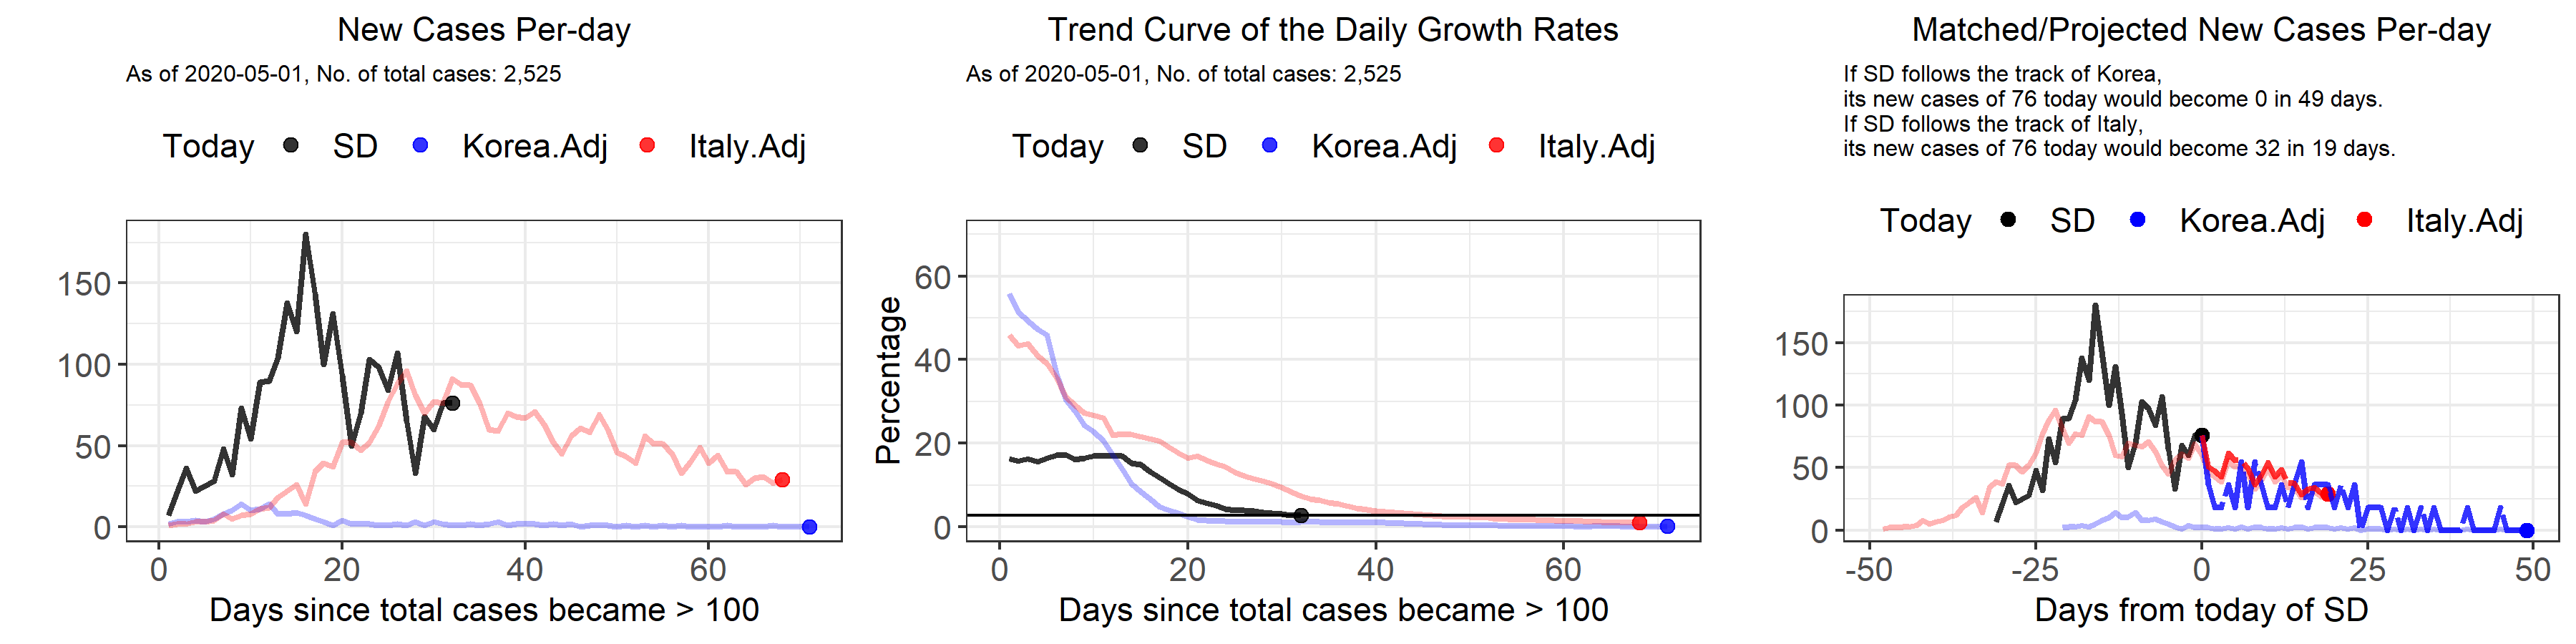 New Cases Per-day
As of 2020-05-01, No. of total cases: 2,525
Today SD Korea.Adj Italy.Adj
150
100
50
0
0 20 40 60
Days since total cases became > 100
Trend Curve of the Daily Growth Rates
As of 2020-05-01, No. of total cases: 2,525
Today SD Korea.Adj Italy.Adj
Percentage
60
40
20
0
0 20 40 60
Days since total cases became > 100
Matched/Projected New Cases Per-day
If SD follows the track of Korea,
its new cases of 76 today would become 0 in 49 days.
If SD follows the track of Italy,
its new cases of 76 today would become 32 in 19 days.
Today SD Korea.Adj Italy.Adj
150
100
50
0
-50 -25 0 25 50
Days from today of SD